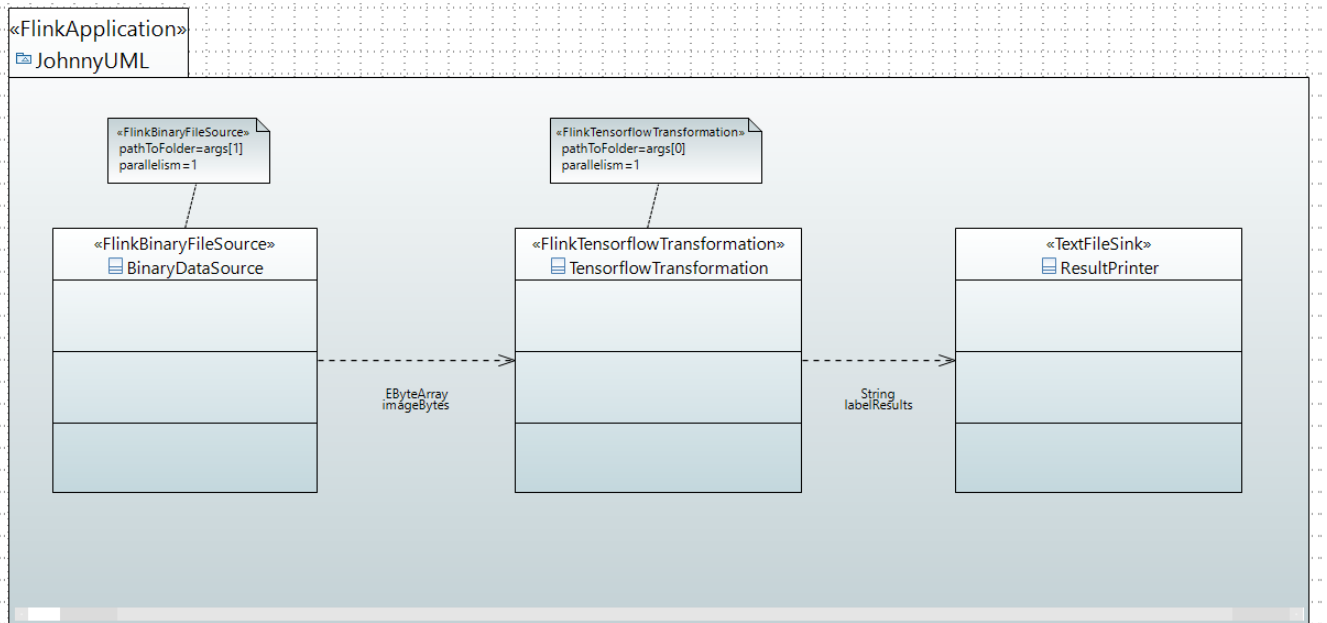 «FlinkApplication»
JohnnyUML
«FlinkBinaryFileSource»
pathToFolder=args[1]
parallelism=1
«FlinkTensorflowTransformation»
pathToFolder=args[0]
parallelism=1
«FlinkBinaryFileSource»
BinaryDataSource
«FlinkTensorflowTransformation»
TensorflowTransformation
«TextFileSink»
ResultPrinter
EByteArray
imageBytes
String
labelResults